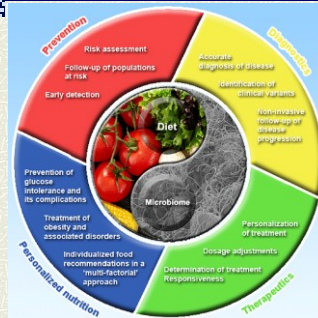 Prevention
Risk assessment
Follow-up of populations
at risk
Early detection
Diagnostics
Accurate
diagnosis of disease
Identification of
clinical variants
Non-invasive
follow-up of
disease
progression
Diet
Microbiome
Prevention of
glucose
intolerance and
its complications
Treatment of
obesity and
associated disorders
Individualized food
recommendations in a
'multi-factorial'
approach
Personalized nutrition
Personalization
of treatment
Dosage adjustments
Determination of treatment
Responsiveness
Therapeutics